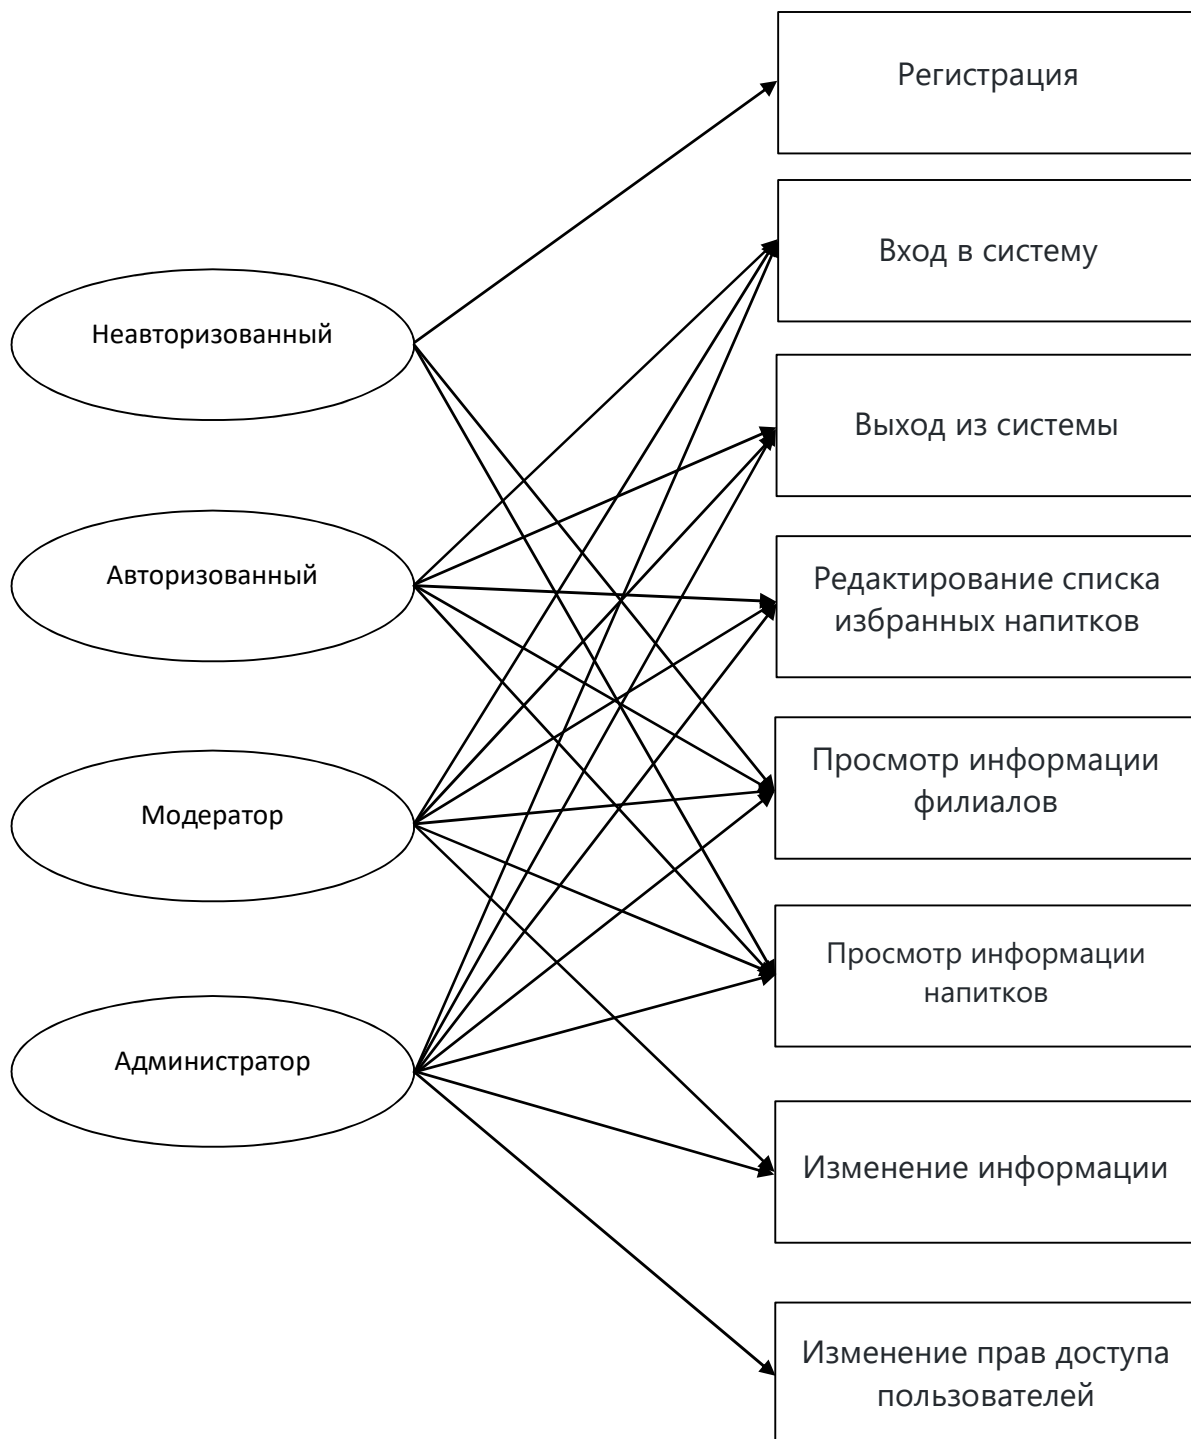 Регистрация
Вход в систему
Неавторизованный
Выход из системы
Авторизованный
Редактирование списка
избранных напитков
Просмотр информации
филиалов
Модератор
Просмотр информации
напитков
Администратор
Изменение информации
Изменение прав доступа
пользователей